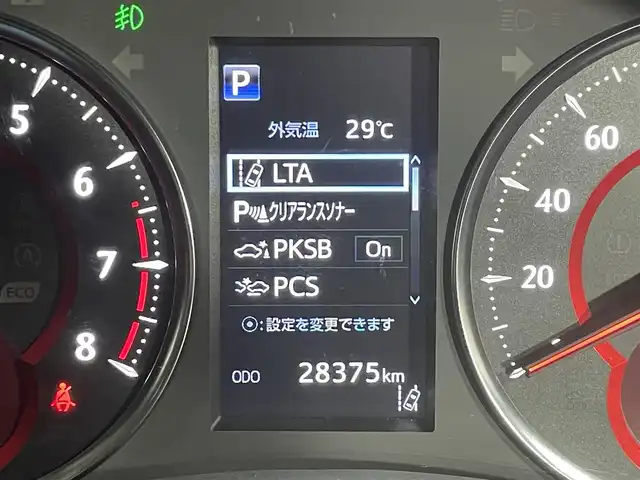 P
外気温 29℃
LTA
P クリアランスソナー
PKSB On
PCS
:設定を変更できます
ODO 28375km
5
6
7
8
ECO
A
60
40
20